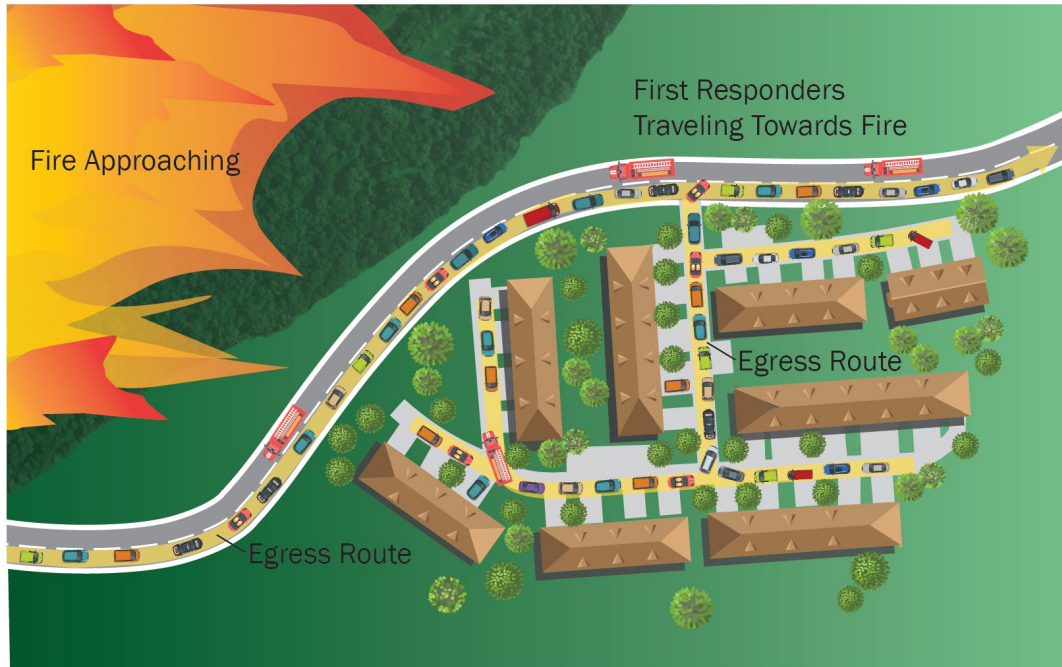 First Responders
Traveling Towards Fire
Fire Approaching
Egress Route
Egress Route